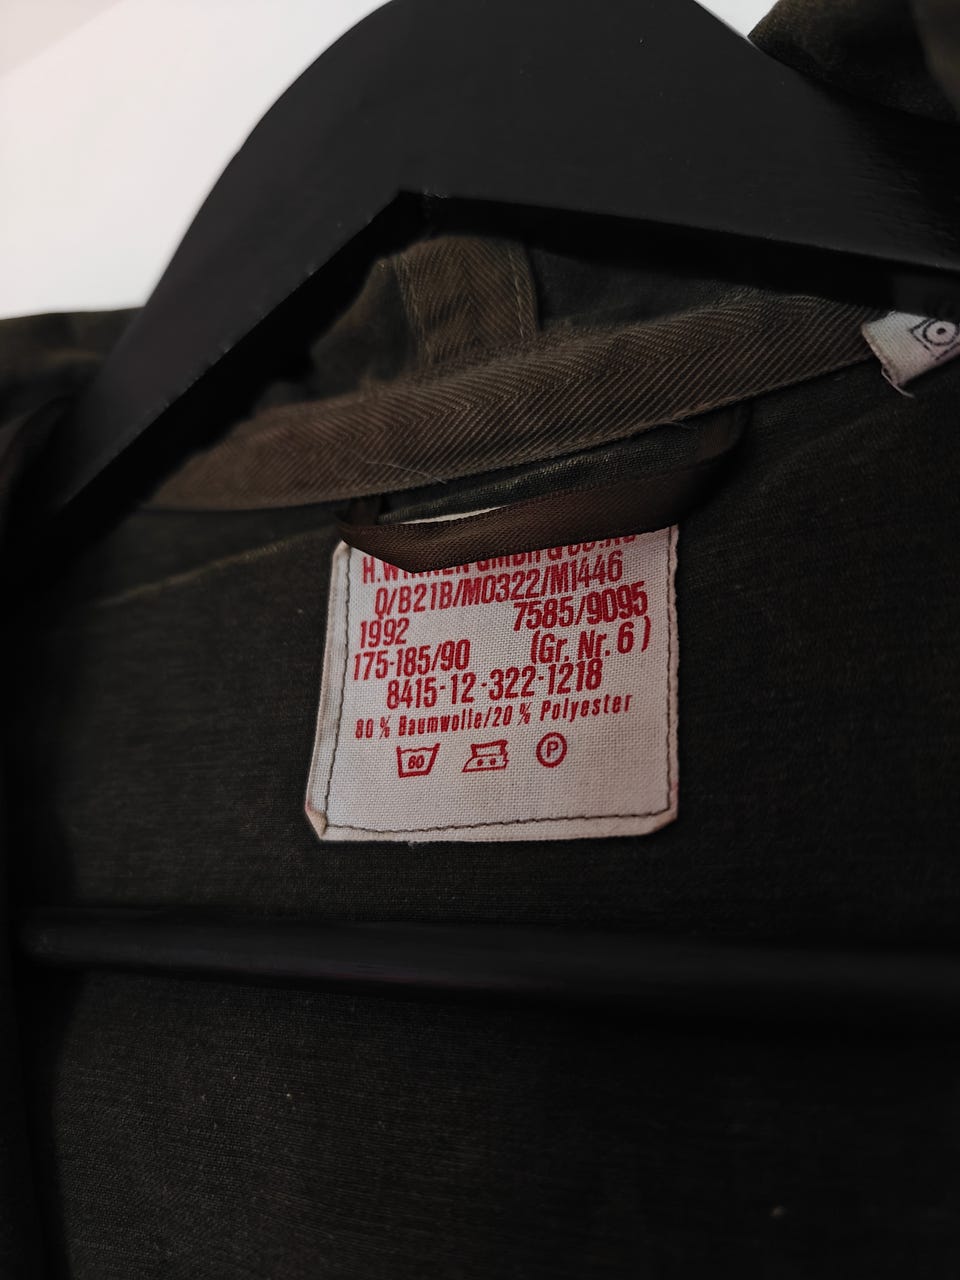 Q/B21B/M0322/M1446
1992 7585/9095
175-185/90 (Gr. Nr. 6)
8415-12-322-1218
80 % Baumwolle/20 % Polyester
60 P